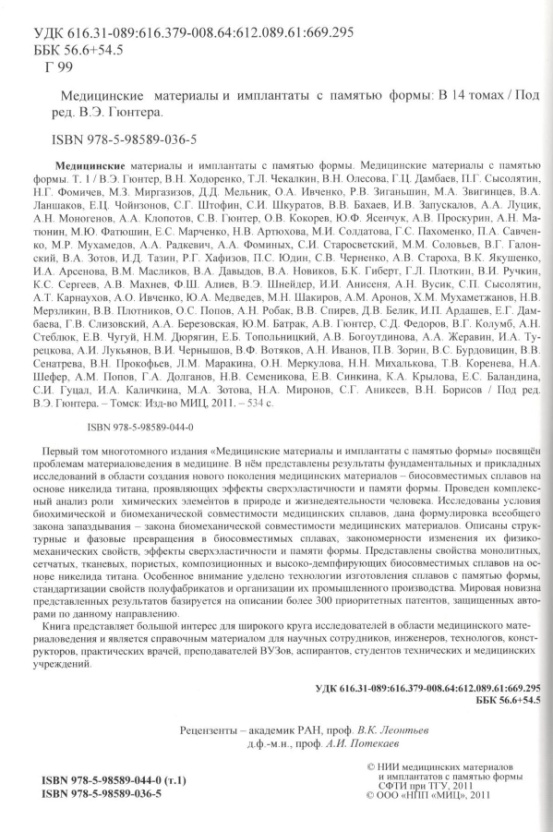 УДК 616.31-089:616.379-008.64:612.089.61:669.295
ББК 56.6+54.5
Г 99
Медицинские материалы и имплантаты с памятью формы: В 14 томах / Под
ред. В.Э. Гюнтера.
ISBN 978-5-98589-036-5
Медицинские материалы и имплантаты с памятью формы. Медицинские материалы с памятью
формы. Т. 1 / В.Э. Гюнтер, В.Н. Ходоренко, Т.Л. Чекалкин, В.Н. Олесова, Г.Ц. Дамбаев, П.Г. Сысолятин,
Н.Г. Фомичев, М.З. Миргазизов, Д.Д. Мельник, О.А. Ивченко, Р.В. Зиганьшин, М.А. Звигинцев, В.А.
Ланшаков, Е.Ц. Чойнзонов, С.Г. Штофин, С.И. Шкуратов, В.В. Бахаев, И.В. Запускалов, А.А. Луцик,
А.Н. Моногенов, А.А. Клопотов, С.В. Гюнтер, О.В. Кокорев, Ю.Ф. Ясенчук, А.В. Проскурин, А.Н. Ма-
тюнин, М.Ю. Фатюшин, Е.С. Марченко, Н.В. Артюхова, М.И. Солдатова, Г.С. Пахоменко, П.А. Савчен-
ко, М.Р. Мухамедов, А.А. Радкевич, А.А. Фоминых, С.И. Старосветский, М.М. Соловьев, В.Г. Галон-
ский, В.А. Зотов, И.Д. Тазин, Р.Г. Хафизов, П.С. Юдин, С.В. Черненко, А.В. Староха, В.К. Якушенко,
И.А. Арсенова, В.М. Масликов, В.А. Давыдов, В.А. Новиков, Б.К. Гиберт, Г.Л. Плоткин, В.И. Ручкин,
К.С. Сергеев, А.В. Махнев, Ф.Ш. Алиев, В.Э. Шнейдер, И.И. Анисеня, А.Н. Вусик, С.П. Сысолятин,
А.Т. Карнаухов, А.О. Ивченко, Ю.А. Медведев, М.Н. Шакиров, А.М. Аронов, Х.М. Мухаметжанов, Н.В.
Мерзликин, В.В. Плотников, О.С. Попов, А.Н. Робак, В.В. Спирев, Д.В. Белик, И.П. Ардашев, Е.Г. Дам-
баева, Г.В. Слизовский, А.А. Березовская, Ю.М. Батрак, А.В. Гюнтер, С.Д. Федоров, В.Г. Колумб, А.Н.
Стеблюк, Е.В. Чугуй, Н.М. Дюрягин, Е.Б. Топольницкий, А.В. Богоутдинова, А.А. Жеравин, И.А. Ту-
рецкова, А.И. Лукьянов, В.И. Чернышов, В.Ф. Вотяков, А.Н. Иванов, П.В. Зорин, В.С. Бурдовицин, В.В.
Сенатрева, В.Н. Прокофьев, Л.М. Маракина, О.Н. Меркулова, Н.Н. Михалькова, Т.В. Коренева, Н.А.
Шефер, А.М. Попов, Г.А. Долганов, Н.В. Семеникова, Е.В. Синкина, К.А. Крылова, Е.С. Баландина,
С.И. Гуцал, И.А. Каличкина, М.А. Зотова, Н.А. Миронов, С.Г. Аникеев, В.Н. Борисов / Под ред.
В.Э. Гюнтера. – Томск: Изд-во МИЦ, 2011. – 534 с.
ISBN 978-5-98589-044-0
Первый том многотомного издания «Медицинские материалы и имплантаты с памятью формы» посвящён
проблемам материаловедения в медицине. В нём представлены результаты фундаментальных и прикладных
исследований в области создания нового поколения медицинских материалов – биосовместимых сплавов на
основе никелида титана, проявляющих эффекты сверхэластичности и памяти формы. Проведен комплекс-
ный анализ роли химических элементов в природе и жизнедеятельности человека. Исследованы условия
биохимической и биомеханической совместимости медицинских сплавов, дана формулировка всеобщего
закона запаздывания – закона биомеханической совместимости медицинских материалов. Описаны струк-
турные и фазовые превращения в биосовместимых сплавах, закономерности изменения их физико-
механических свойств, эффекты сверхэластичности и памяти формы. Представлены свойства монолитных,
сетчатых, тканевых, пористых, композиционных и высоко-демпфирующих биосовместимых сплавов на ос-
нове никелида титана. Особенное внимание уделено технологии изготовления сплавов с памятью формы,
стандартизации свойств полуфабрикатов и организации их промышленного производства. Мировая новизна
представленных результатов базируется на описании более 300 приоритетных патентов, защищенных авто-
рами по данному направлению.
Книга представляет большой интерес для широкого круга исследователей в области медицинского мате-
риаловедения и является справочным материалом для научных сотрудников, инженеров, технологов, конст-
рукторов, практических врачей, преподавателей ВУЗов, аспирантов, студентов технических и медицинских
учреждений.
УДК 616.31-089:616.379-008.64:612.089.61:669.295
ББК 56.6+54.5
Рецензенты – академик РАН, проф. В.К. Леонтьев
д.ф.-м.н., проф. А.И. Потекаев
© НИИ медицинских материалов
и имплантатов с памятью формы
СФТИ при ТГУ, 2011
ISBN 978-5-98589-044-0 (т.1)
ISBN 978-5-98589-036-5
© ООО «НПП «МИЦ», 2011